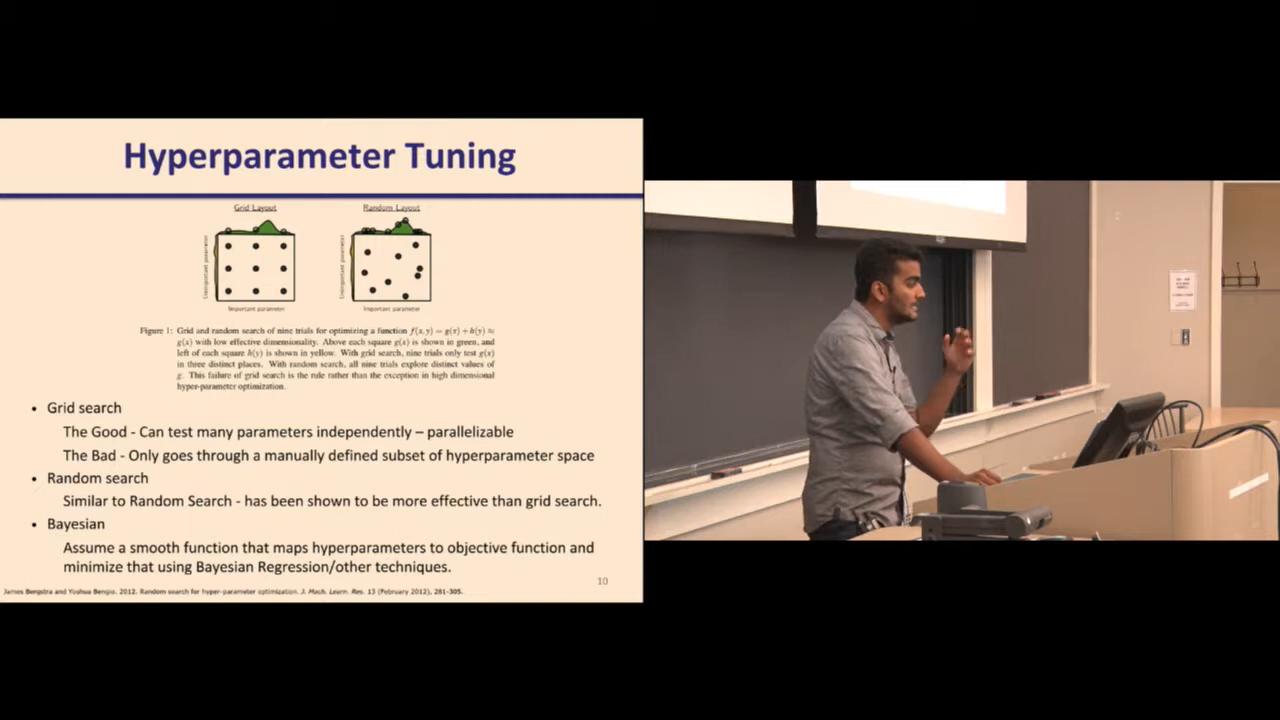 Hyperparameter Tuning
Grid Layout
Random Layout
Unimportant parameter
Unimportant parameter
Important parameter
Important parameter
Figure 1: Grid and random search of nine trials for optimizing a function f(x, y) = g(x) + h(y) ≈
g(x) with low effective dimensionality. Above each square g(x) is shown in green, and
left of each square h(y) is shown in yellow. With grid search, nine trials only test g(x)
in three distinct places. With random search, all nine trials explore distinct values of
g. This failure of grid search is the rule rather than the exception in high dimensional
hyper-parameter optimization.
• Grid search
The Good - Can test many parameters independently – parallelizable
The Bad - Only goes through a manually defined subset of hyperparameter space
• Random search
Similar to Random Search - has been shown to be more effective than grid search.
• Bayesian
Assume a smooth function that maps hyperparameters to objective function and
minimize that using Bayesian Regression/other techniques.
10
James Bergstra and Yoshua Bengio. 2012. Random search for hyper-parameter optimization. J. Mach. Learn. Res. 13 (February 2012), 281-305.